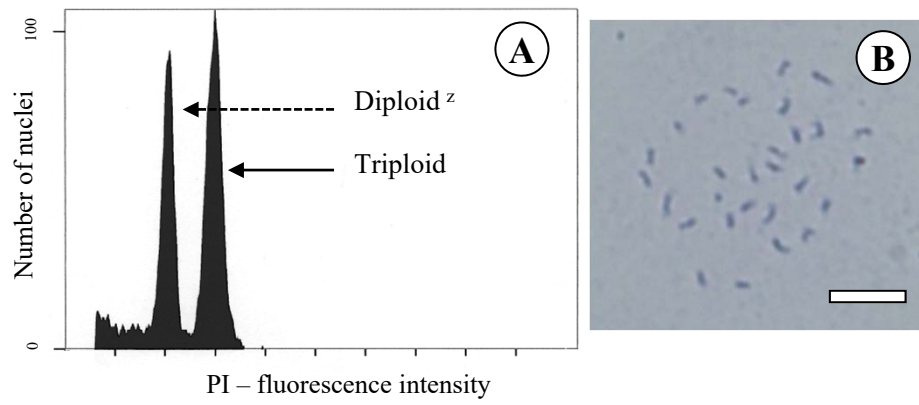 100
A
B
Diploid z
Triploid
Number of nuclei
0
PI – fluorescence intensity